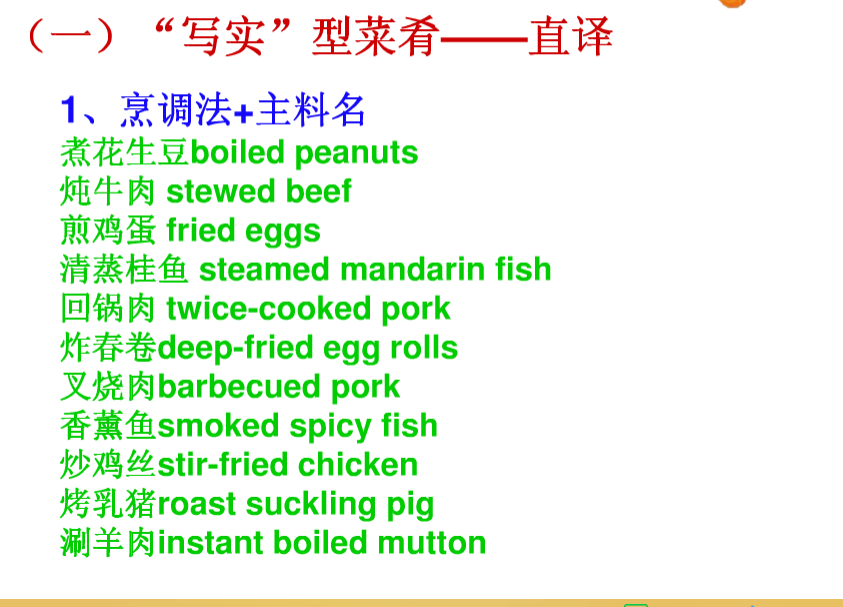 （一）“写实”型菜肴——直译
1、烹调法+主料名
煮花生豆boiled peanuts
炖牛肉 stewed beef
煎鸡蛋 fried eggs
清蒸桂鱼 steamed mandarin fish
回锅肉 twice-cooked pork
炸春卷deep-fried egg rolls
叉烧肉barbecued pork
香薰鱼smoked spicy fish
炒鸡丝stir-fried chicken
烤乳猪roast suckling pig
涮羊肉instant boiled mutton